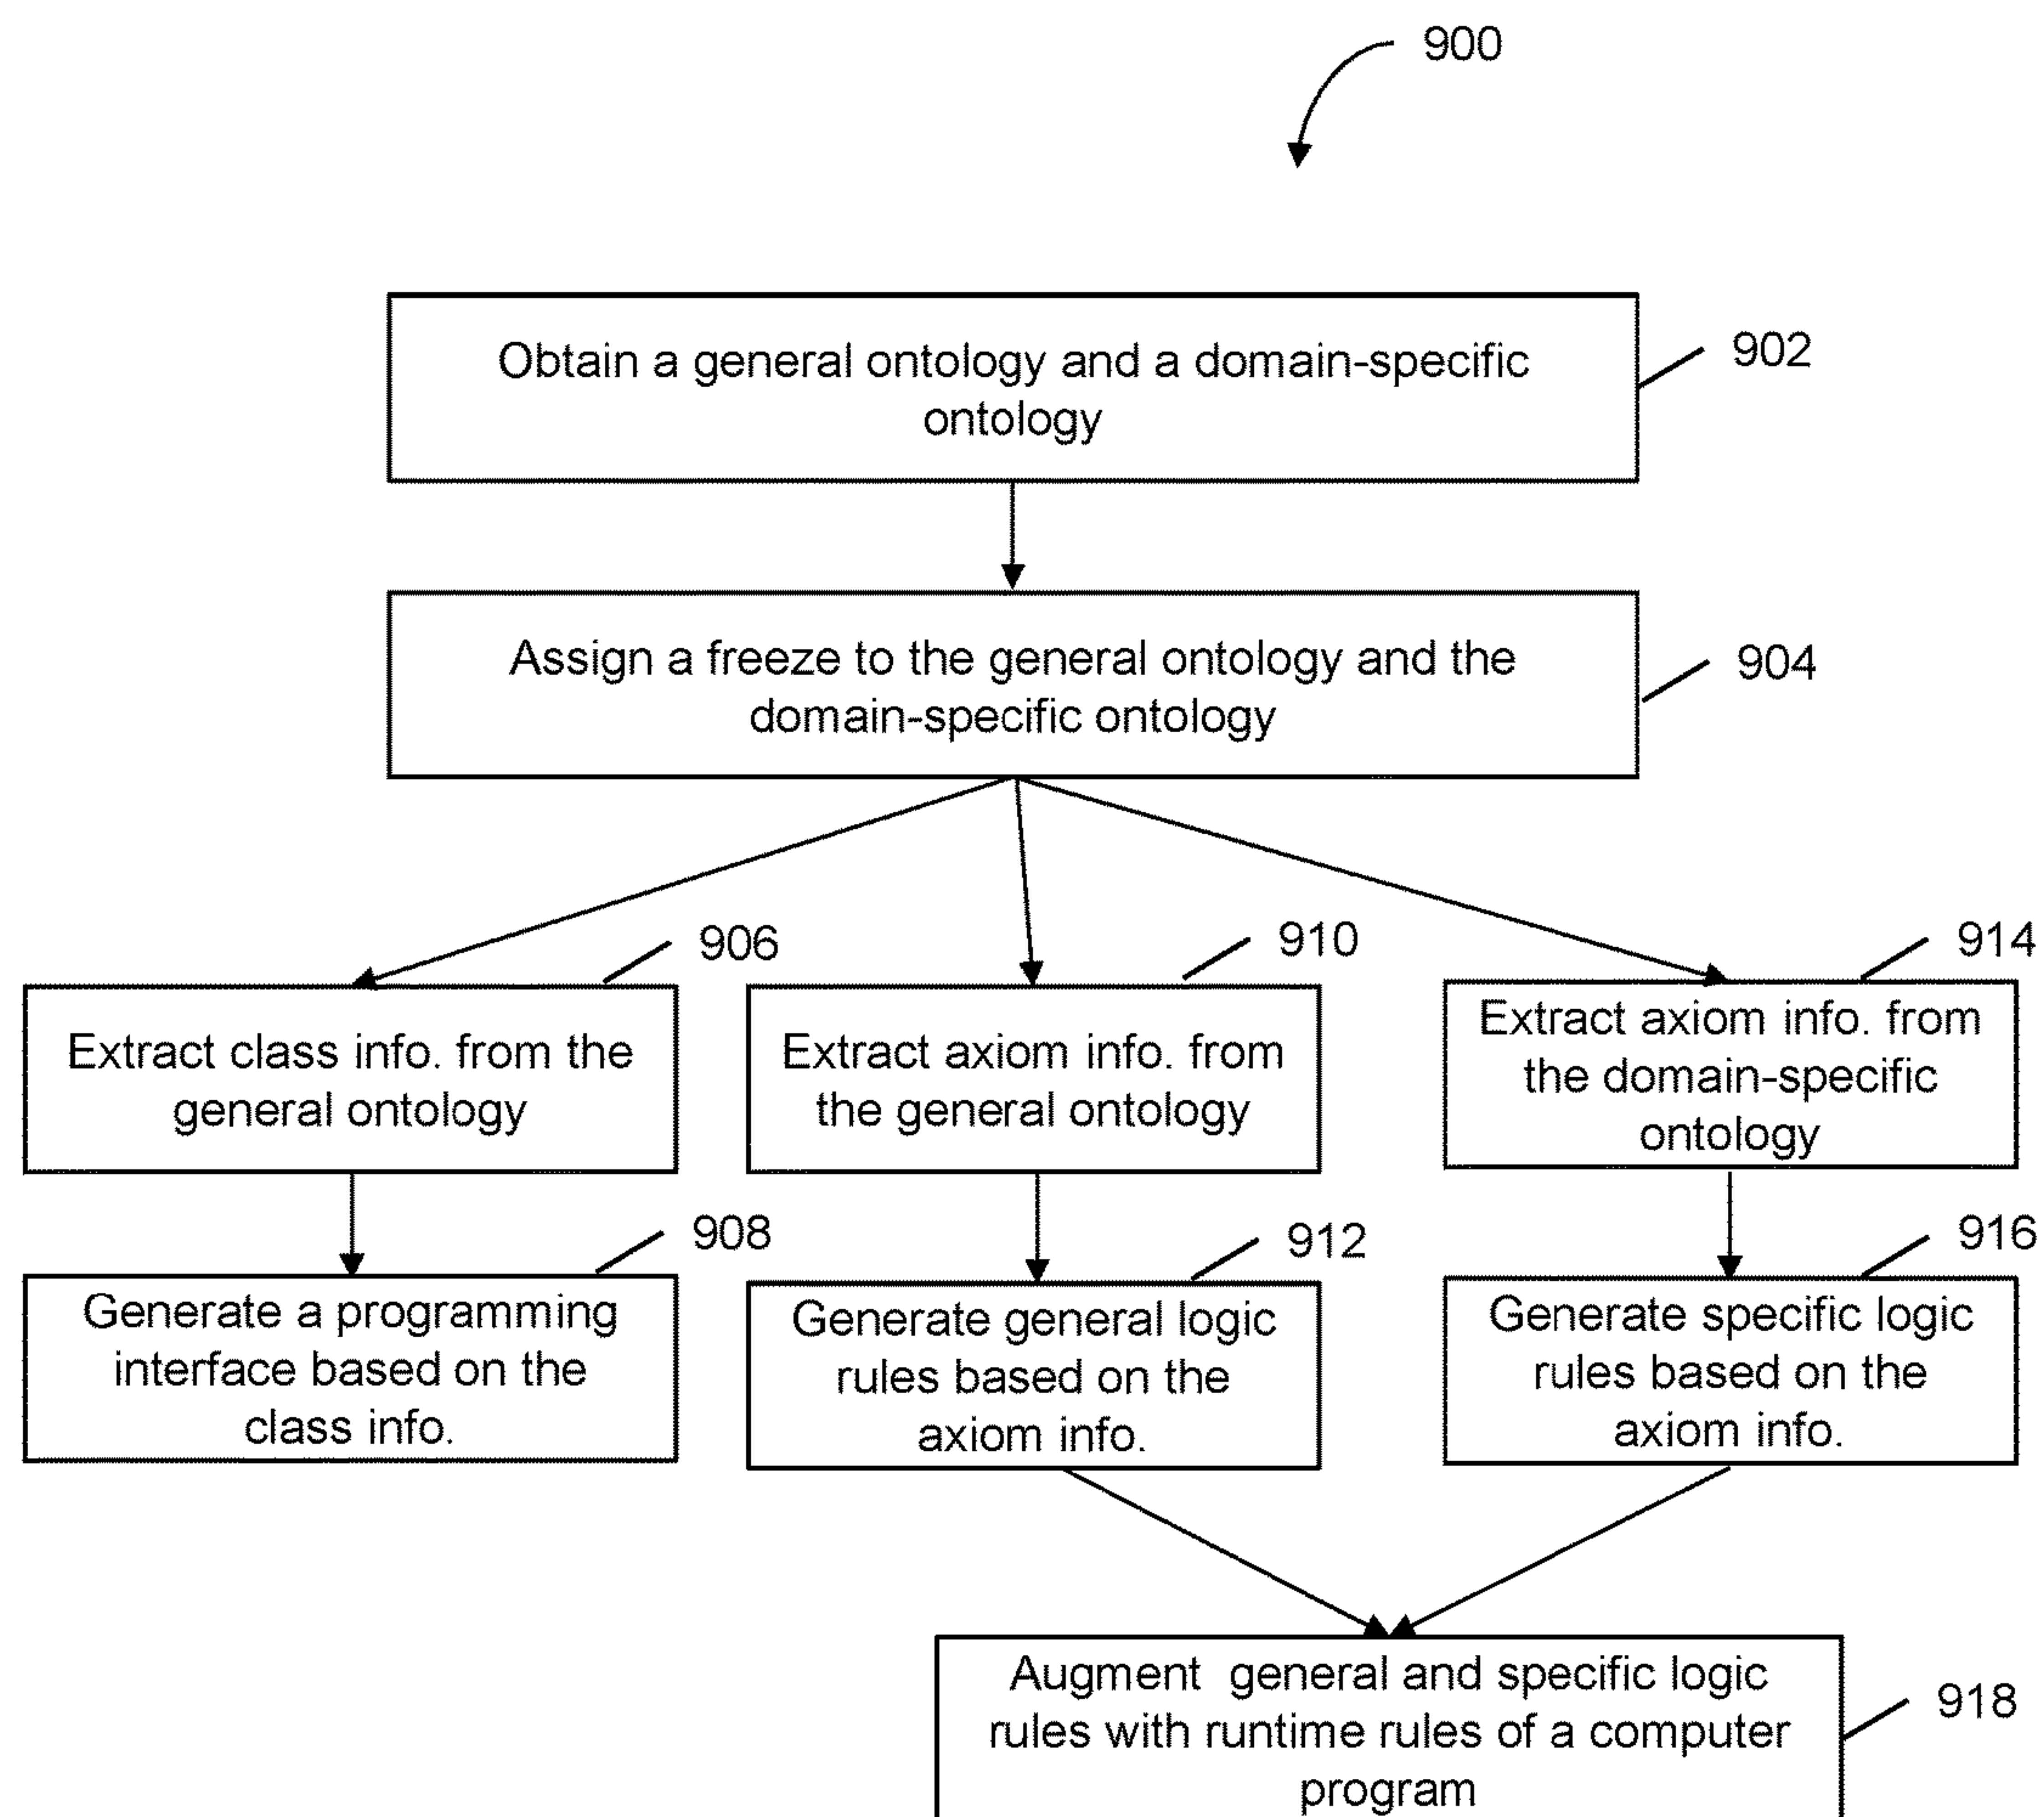 900
Obtain a general ontology and a domain-specific
ontology
902
Assign a freeze to the general ontology and the
domain-specific ontology
904
906
Extract class info. from the
general ontology
910
Extract axiom info. from
the general ontology
914
Extract axiom info. from
the domain-specific
ontology
908
Generate a programming
interface based on the
class info.
912
Generate general logic
rules based on the
axiom info.
916
Generate specific logic
rules based on the
axiom info.
Augment general and specific logic
rules with runtime rules of a computer
program
918